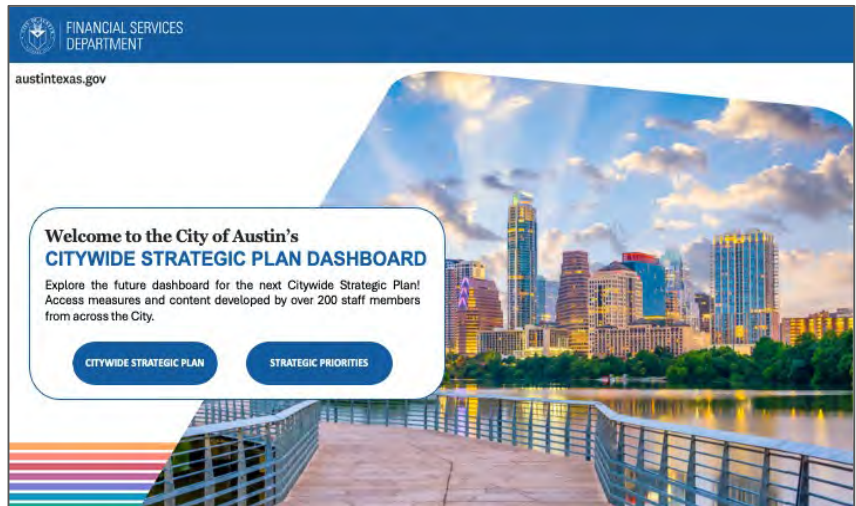 FINANCIAL SERVICES
DEPARTMENT
austintexas.gov
Welcome to the City of Austin's
CITYWIDE STRATEGIC PLAN DASHBOARD
Explore the future dashboard for the next Citywide Strategic Plan!
Access measures and content developed by over 200 staff members
from across the City.
CITYWIDE STRATEGIC PLAN
STRATEGIC PRIORITIES